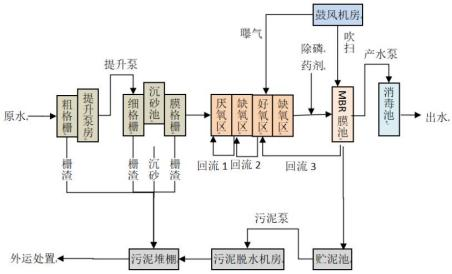 鼓风机房
曝气
吹扫
除磷
药剂
产水泵
提升泵
原水
粗格栅
提升泵房
细格栅
沉砂池
膜格栅
厌氧区
缺氧区
好氧区
缺氧区
MBR膜池
消毒池
出水
栅渣
栅渣
沉砂
栅渣
回流 1
回流 2
回流 3
污泥泵
外运处置
污泥堆棚
污泥脱水机房
贮泥池